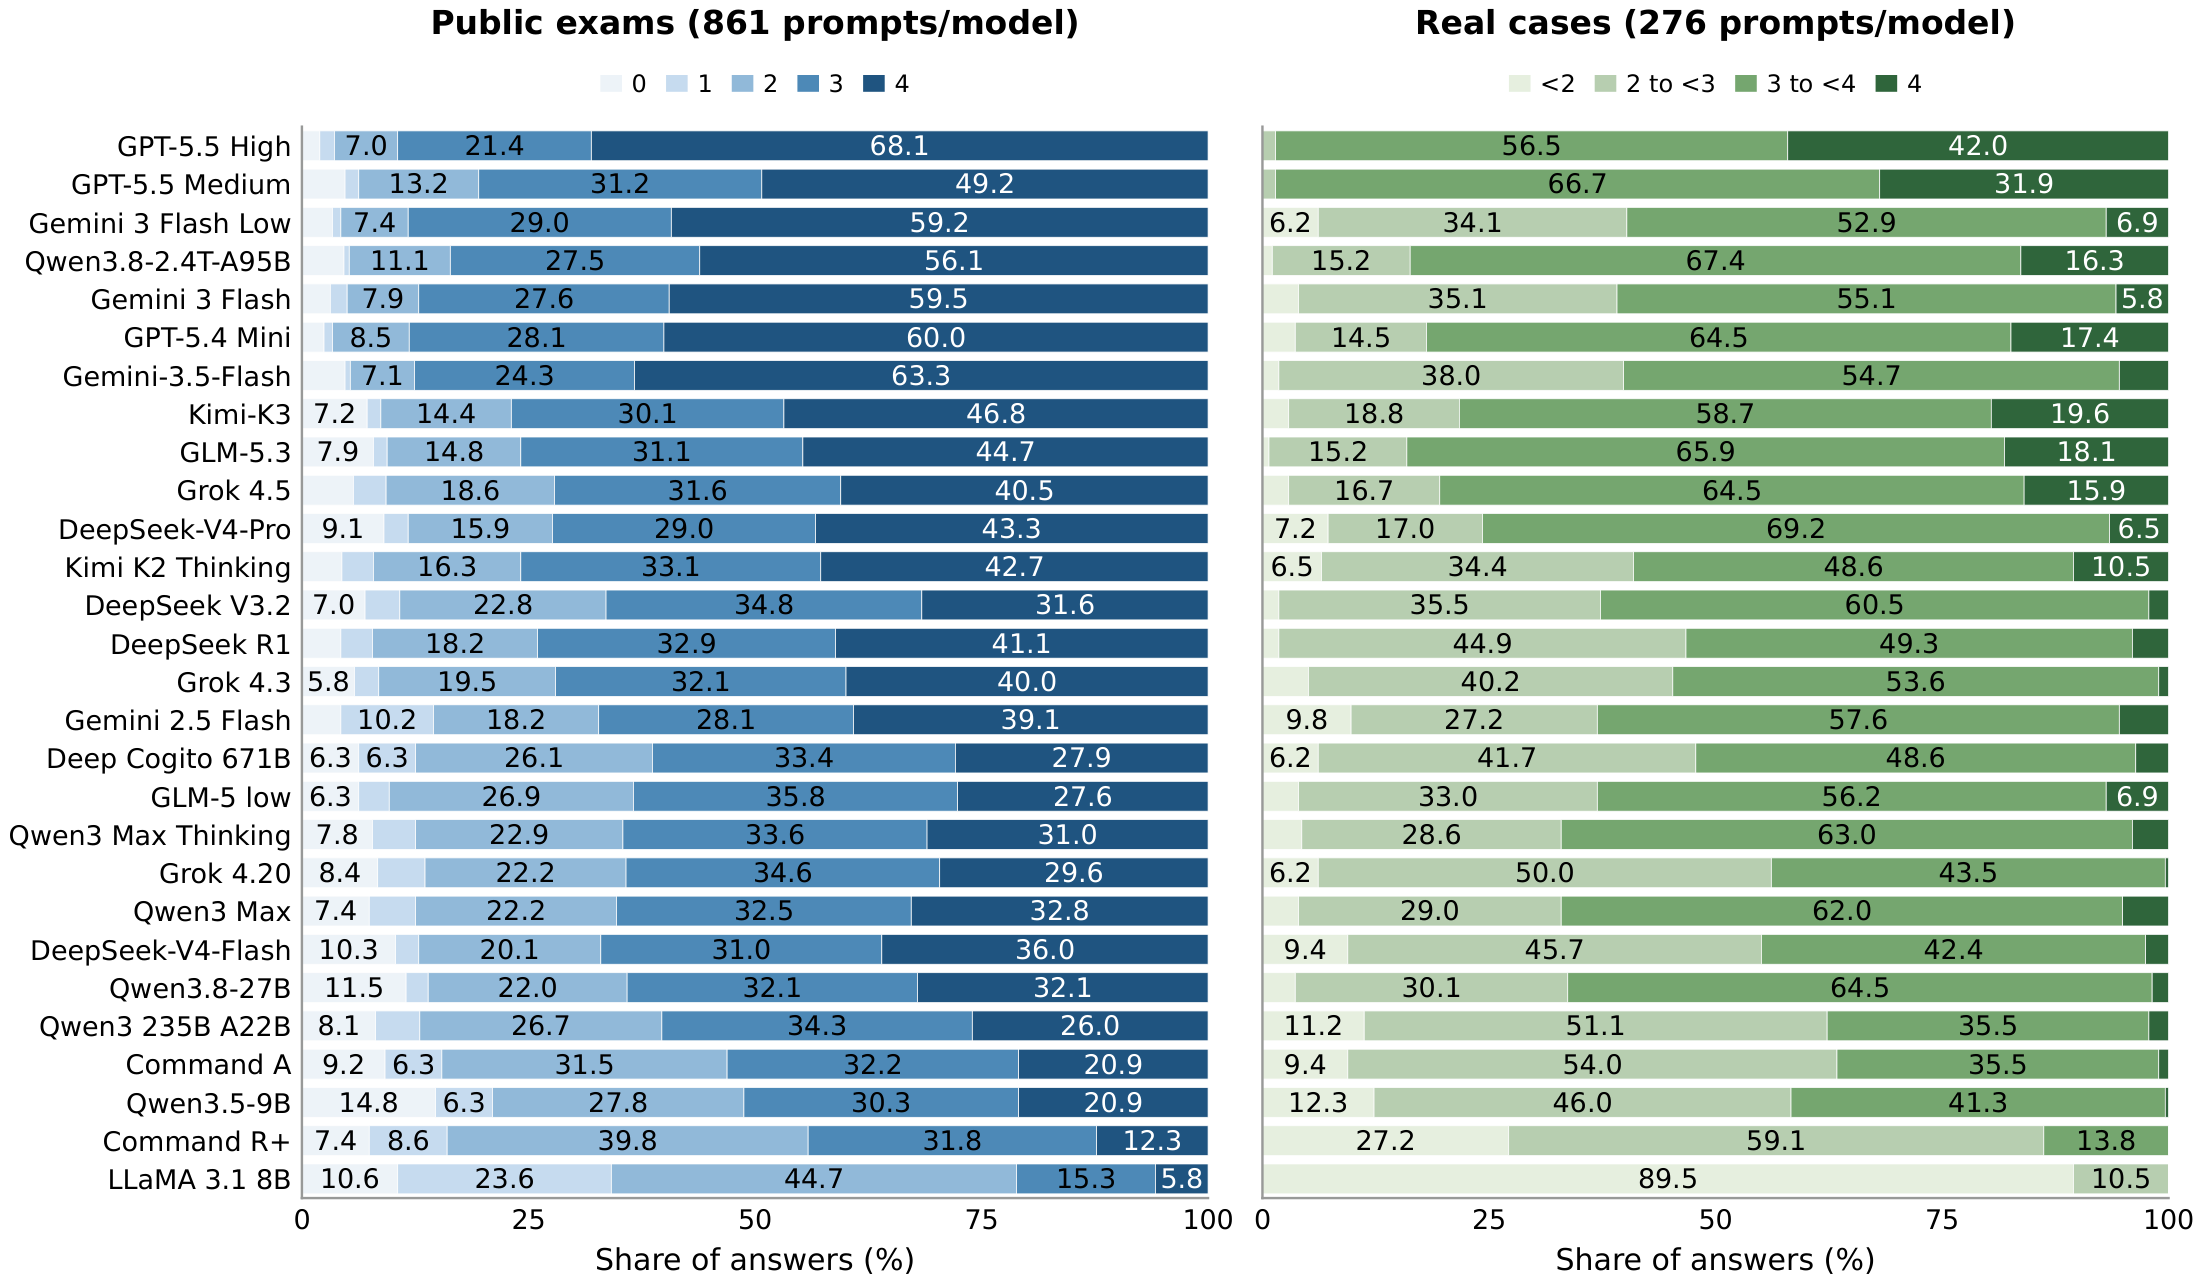 Public exams (861 prompts/model)
0 1 2 3 4
Real cases (276 prompts/model)
<2 2 to <3 3 to <4 4
GPT-5.5 High 7.0 21.4 68.1 56.5 42.0
GPT-5.5 Medium 13.2 31.2 49.2 66.7 31.9
Gemini 3 Flash Low 7.4 29.0 59.2 6.2 34.1 52.9 6.9
Qwen3.8-2.4T-A95B 11.1 27.5 56.1 15.2 67.4 16.3
Gemini 3 Flash 7.9 27.6 59.5 35.1 55.1 5.8
GPT-5.4 Mini 8.5 28.1 60.0 14.5 64.5 17.4
Gemini-3.5-Flash 7.1 24.3 63.3 38.0 54.7
Kimi-K3 7.2 14.4 30.1 46.8 18.8 58.7 19.6
GLM-5.3 7.9 14.8 31.1 44.7 15.2 65.9 18.1
Grok 4.5 18.6 31.6 40.5 16.7 64.5 15.9
DeepSeek-V4-Pro 9.1 15.9 29.0 43.3 7.2 17.0 69.2 6.5
Kimi K2 Thinking 16.3 33.1 42.7 6.5 34.4 48.6 10.5
DeepSeek V3.2 7.0 22.8 34.8 31.6 35.5 60.5
DeepSeek R1 18.2 32.9 41.1 44.9 49.3
Grok 4.3 5.8 19.5 32.1 40.0 40.2 53.6
Gemini 2.5 Flash 10.2 18.2 28.1 39.1 9.8 27.2 57.6
Deep Cogito 671B 6.3 6.3 26.1 33.4 27.9 6.2 41.7 48.6
GLM-5 low 6.3 26.9 35.8 27.6 33.0 56.2 6.9
Qwen3 Max Thinking 7.8 22.9 33.6 31.0 28.6 63.0
Grok 4.20 8.4 22.2 34.6 29.6 6.2 50.0 43.5
Qwen3 Max 7.4 22.2 32.5 32.8 29.0 62.0
DeepSeek-V4-Flash 10.3 20.1 31.0 36.0 9.4 45.7 42.4
Qwen3.8-27B 11.5 22.0 32.1 32.1 30.1 64.5
Qwen3 235B A22B 8.1 26.7 34.3 26.0 11.2 51.1 35.5
Command A 9.2 6.3 31.5 32.2 20.9 9.4 54.0 35.5
Qwen3.5-9B 14.8 6.3 27.8 30.3 20.9 12.3 46.0 41.3
Command R+ 7.4 8.6 39.8 31.8 12.3 27.2 59.1 13.8
LLaMA 3.1 8B 10.6 23.6 44.7 15.3 5.8 89.5 10.5
0 25 50 75 100 0 25 50 75 100
Share of answers (%) Share of answers (%)